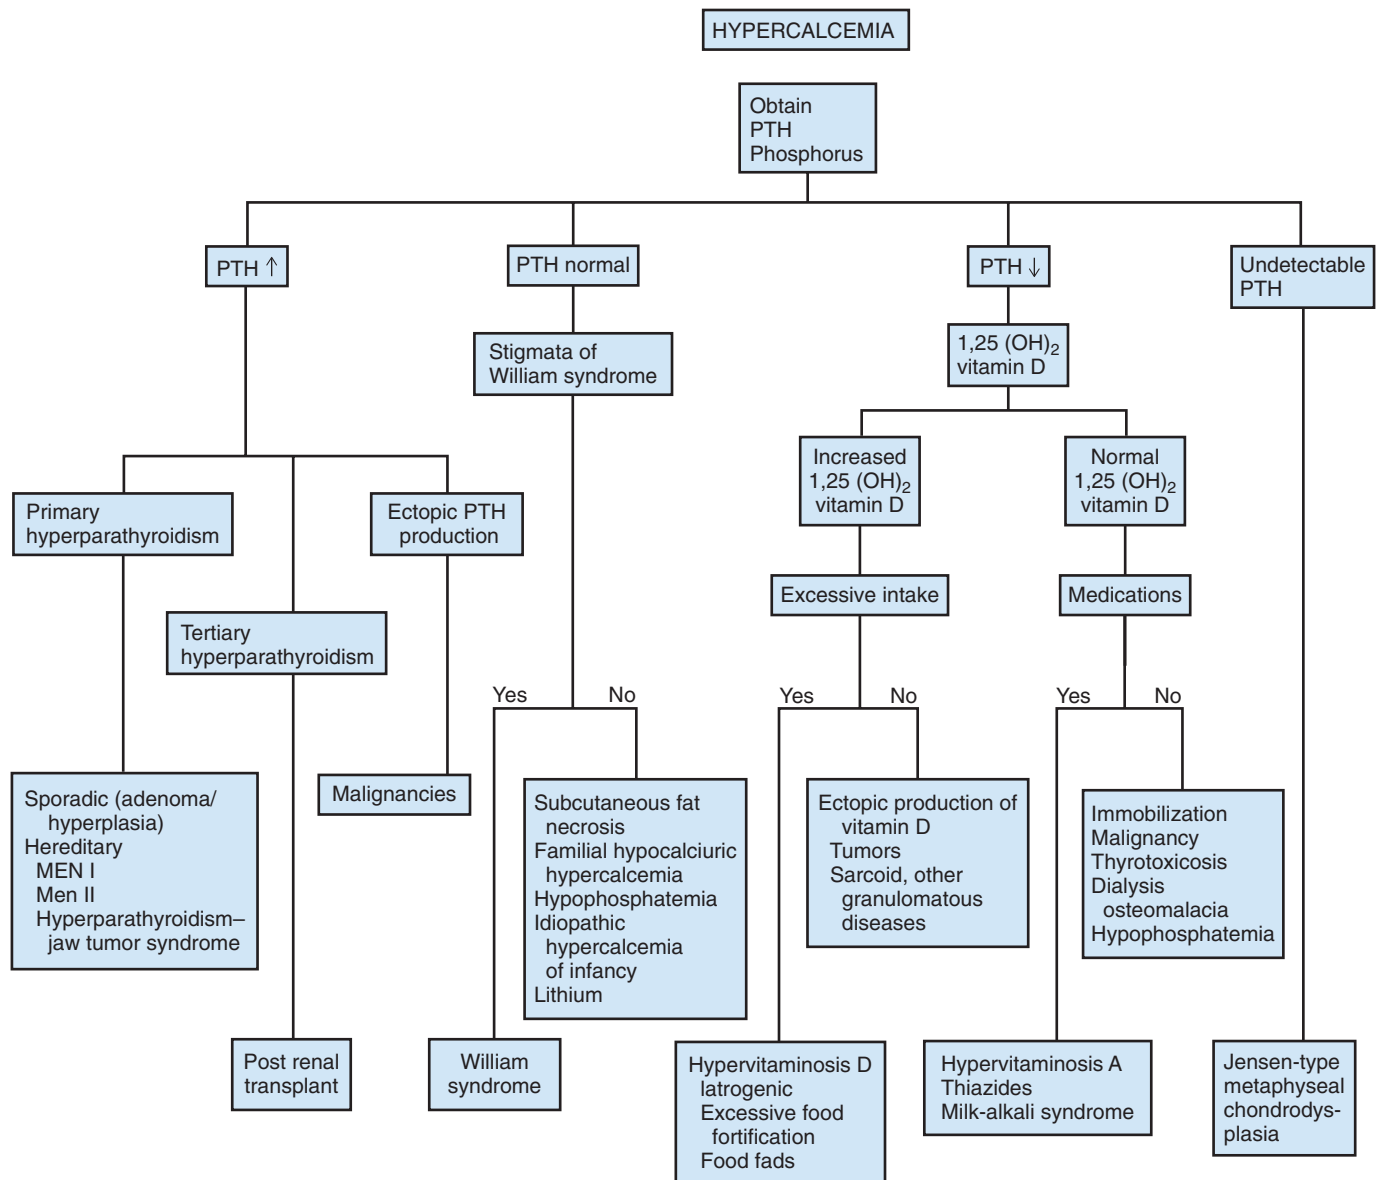 HYPERCALCEMIA
Obtain
PTH
Phosphorus
PTH ↑
PTH normal
PTH ↓
Undetectable
PTH
Stigmata of
William syndrome
1,25 (OH)2
vitamin D
Increased
1,25 (OH)2
vitamin D
Normal
1,25 (OH)2
vitamin D
Primary
hyperparathyroidism
Ectopic PTH
production
Excessive intake
Medications
Tertiary
hyperparathyroidism
Yes
No
Yes
No
Yes
No
Sporadic (adenoma/
hyperplasia)
Hereditary
MEN I
Men II
Hyperparathyroidism–
jaw tumor syndrome
Malignancies
Subcutaneous fat
necrosis
Familial hypocalciuric
hypercalcemia
Hypophosphatemia
Idiopathic
hypercalcemia
of infancy
Lithium
Ectopic production of
vitamin D
Tumors
Sarcoid, other
granulomatous
diseases
Immobilization
Malignancy
Thyrotoxicosis
Dialysis
osteomalacia
Hypophosphatemia
Post renal
transplant
William
syndrome
Hypervitaminosis D
Iatrogenic
Excessive food
fortification
Food fads
Hypervitaminosis A
Thiazides
Milk-alkali syndrome
Jensen-type
metaphyseal
chondrodys-
plasia